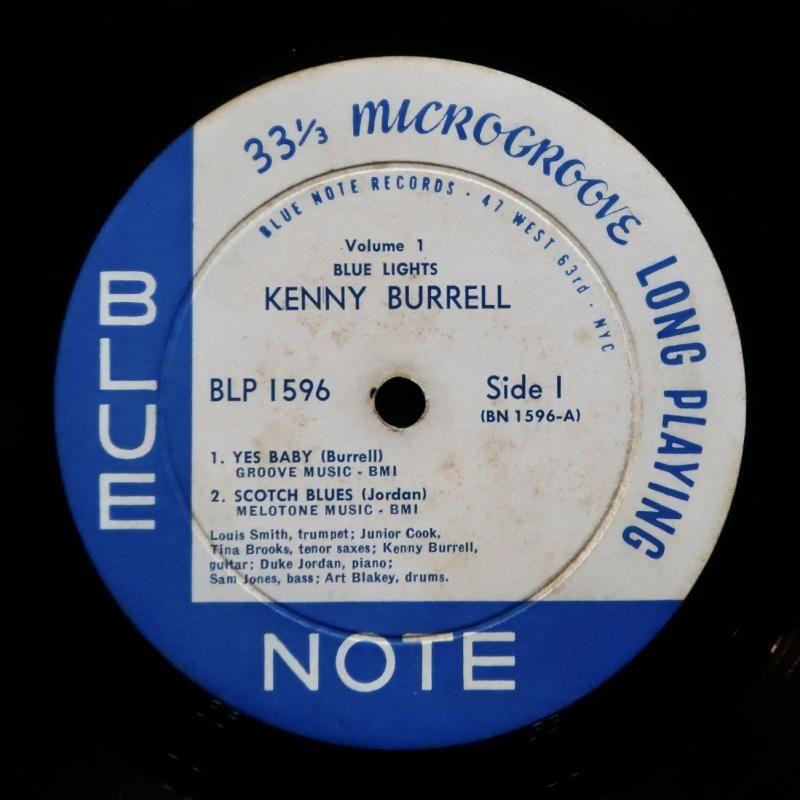 33⅓ MICROGROOVE LONG PLAYING
BLUE NOTE RECORDS · 47 WEST 63rd · NYC
Volume 1
BLUE LIGHTS
KENNY BURRELL
BLP 1596
Side 1
(BN 1596-A)
1. YES BABY (Burrell)
GROOVE MUSIC - BMI
2. SCOTCH BLUES (Jordan)
MELOTONE MUSIC - BMI
Louis Smith, trumpet; Junior Cook,
Tina Brooks, tenor saxes; Kenny Burrell,
guitar; Duke Jordan, piano;
Sam Jones, bass; Art Blakey, drums.
BLUE
NOTE